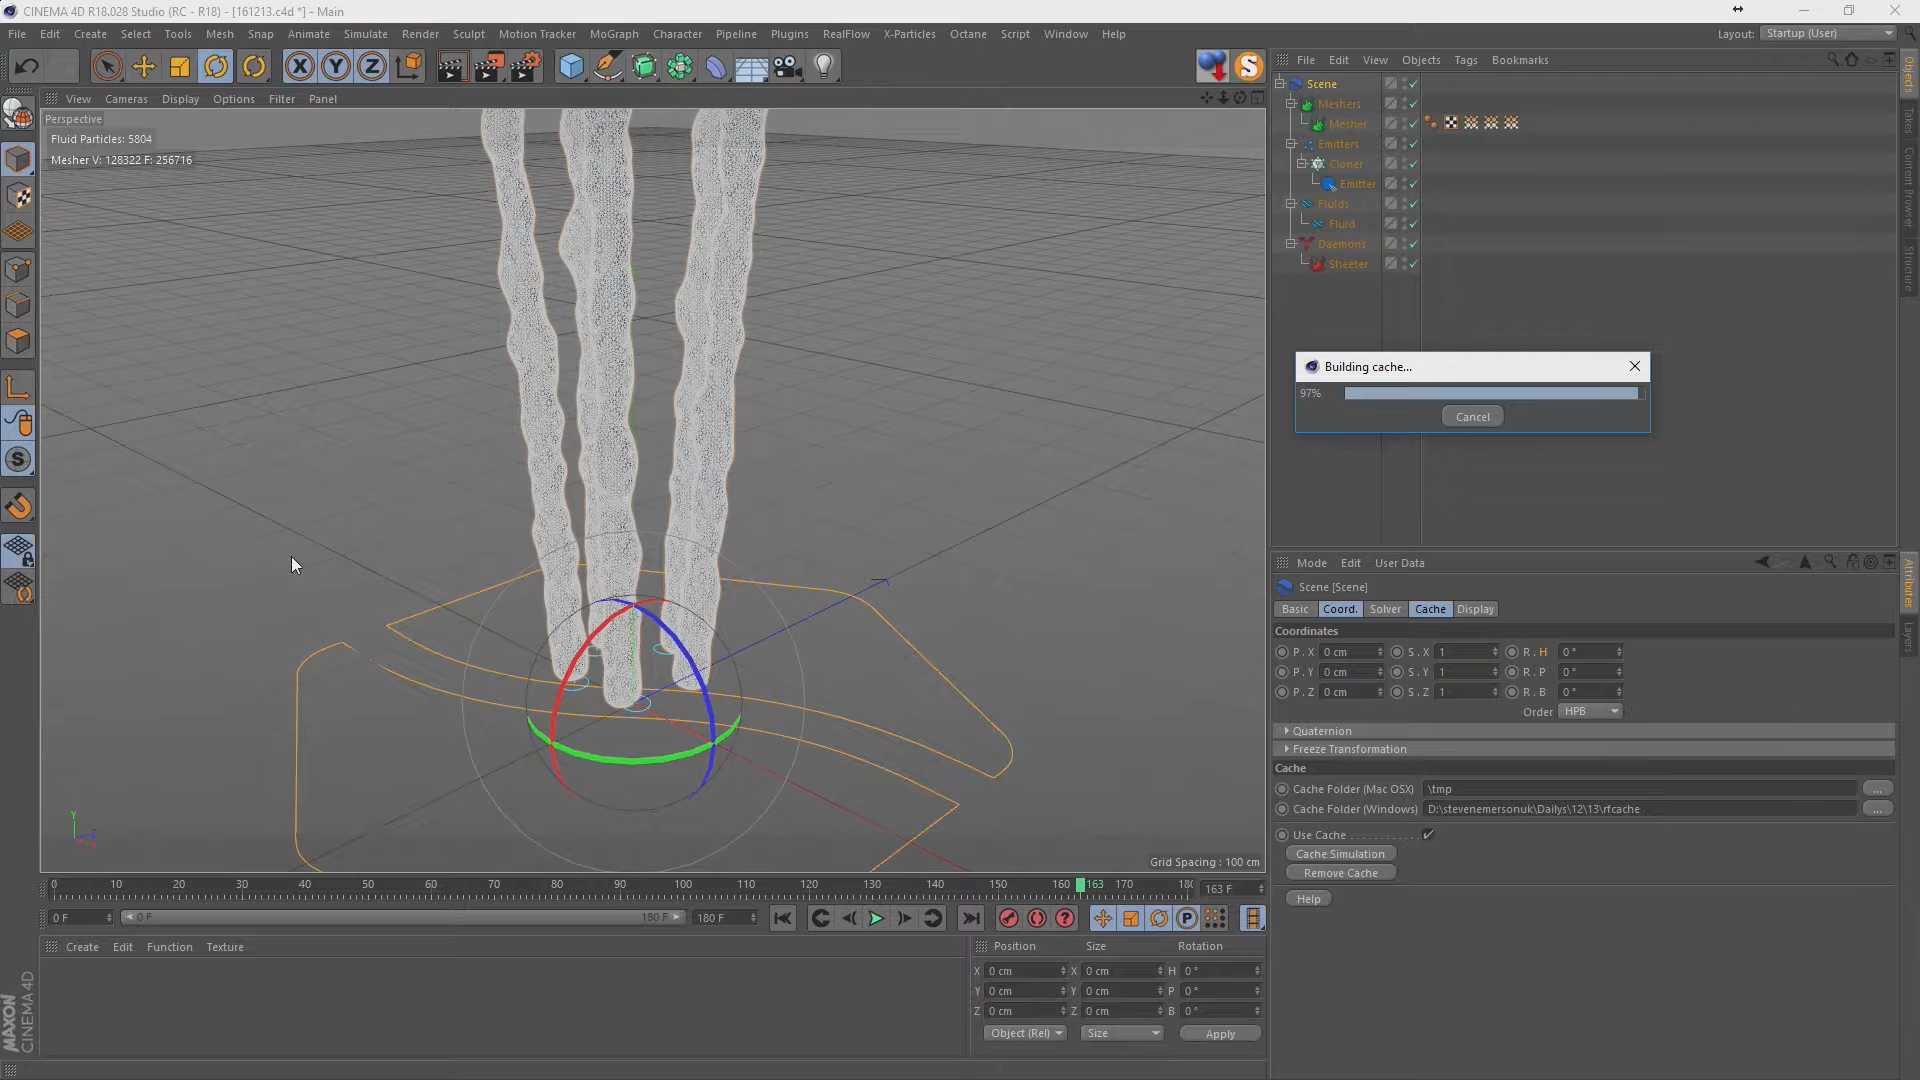 CINEMA 4D R18.028 Studio (RC - R18) - [161213.c4d *] - Main
File Edit Create Select Tools Mesh Snap Animate Simulate Render Sculpt Motion Tracker MoGraph Character Pipeline Plugins RealFlow X-Particles Octane Script Window Help
Layout: Startup (User)
X Y Z
S
View Cameras Display Options Filter Panel
Perspective
Fluid Particles: 5804
Mesher V: 128322 F: 256716
Grid Spacing : 100 cm
Y
Z
File Edit View Objects Tags Bookmarks
Scene
Meshers
Mesher
Emitters
Cloner
Emitter
Fluids
Fluid
Daemons
Sheeter
Objects
Takes
Content Browser
Structure
Building cache...
97%
Cancel
Mode Edit User Data
Attributes
Layers
Scene [Scene]
Basic Coord. Solver Cache Display
Coordinates
P . X 0 cm S . X 1 R . H 0 °
P . Y 0 cm S . Y 1 R . P 0 °
P . Z 0 cm S . Z 1 R . B 0 °
Order HPB
Quaternion
Freeze Transformation
Cache
Cache Folder (Mac OSX) \tmp ...
Cache Folder (Windows) D:\stevenemersonuk\Dailys\12\13\rfcache ...
Use Cache
Cache Simulation
Remove Cache
Help
0 10 20 30 40 50 60 70 80 90 100 110 120 130 140 150 160 163 170 180 163 F
0 F 0 F 180 F 180 F
P
Create Edit Function Texture
Position Size Rotation
X 0 cm X 0 cm H 0 °
Y 0 cm Y 0 cm P 0 °
Z 0 cm Z 0 cm B 0 °
Object (Rel) Size Apply
MAXON
CINEMA 4D